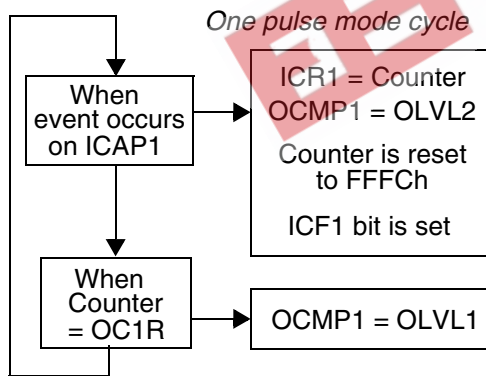 One pulse mode cycle
When
event occurs
on ICAP1
ICR1 = Counter
OCMP1 = OLVL2
Counter is reset
to FFFCh
ICF1 bit is set
When
Counter
= OC1R
OCMP1 = OLVL1